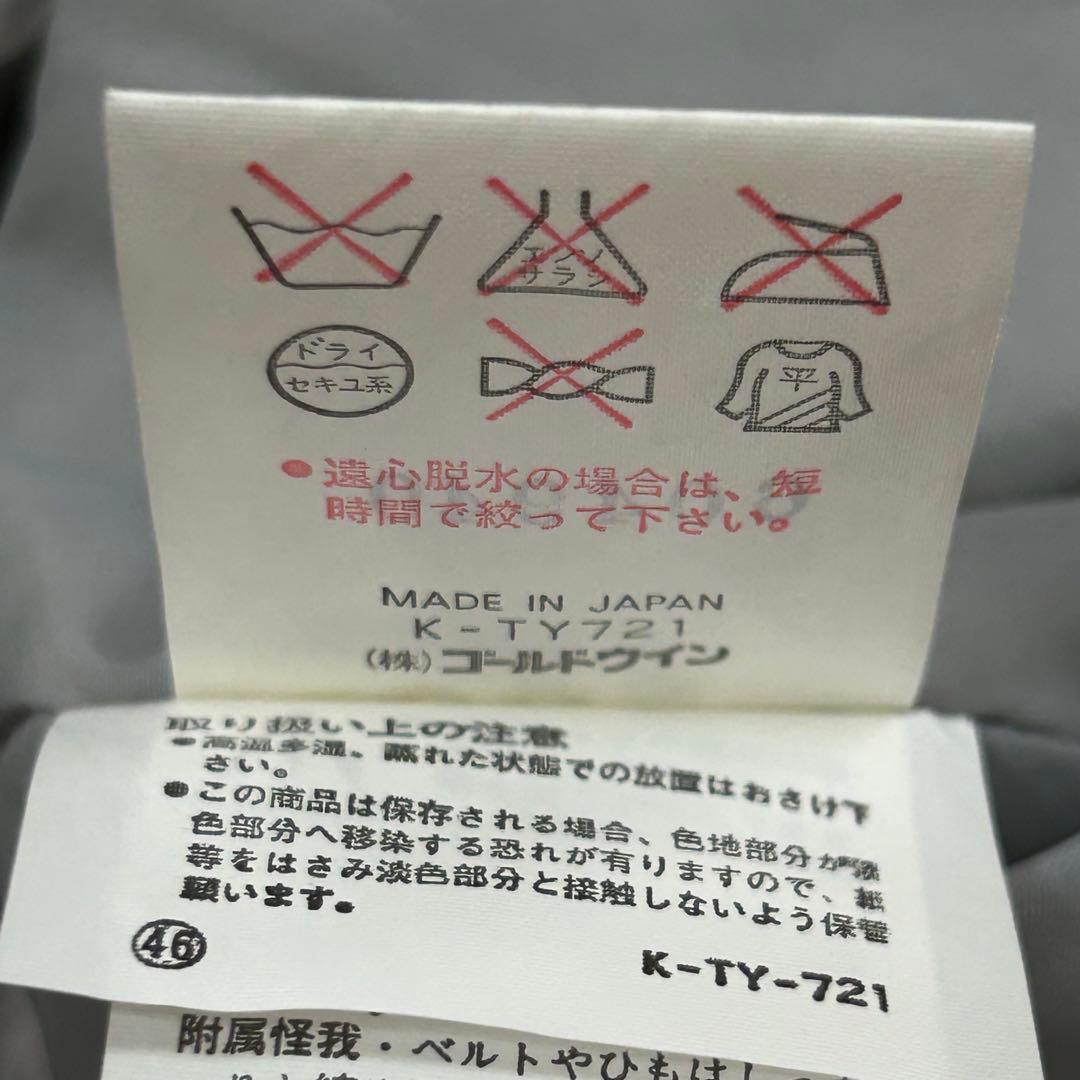 エンソ
サラシ
ドライ
セキユ系
平
●遠心脱水の場合は、短
時間で絞って下さい。
MADE IN JAPAN
K-TY721
(株)ゴールドウイン
取り扱い上の注意
●高温多湿、蒸れた状態での放置はおさけ下
さい。
●この商品は保存される場合、色地部分が淡
色部分へ移染する恐れが有りますので、紙
等をはさみ淡色部分と接触しないよう保管
願います。
46
K-TY-721
附属怪我・ベルトやひもはし